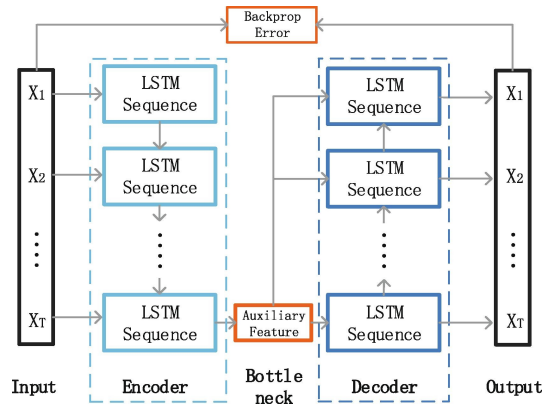 Backprop
Error
X1
X2
XT
LSTM
Sequence
LSTM
Sequence
LSTM
Sequence
Auxiliary
Feature
LSTM
Sequence
LSTM
Sequence
LSTM
Sequence
X1
X2
XT
Input
Encoder
Bottle
neck
Decoder
Output